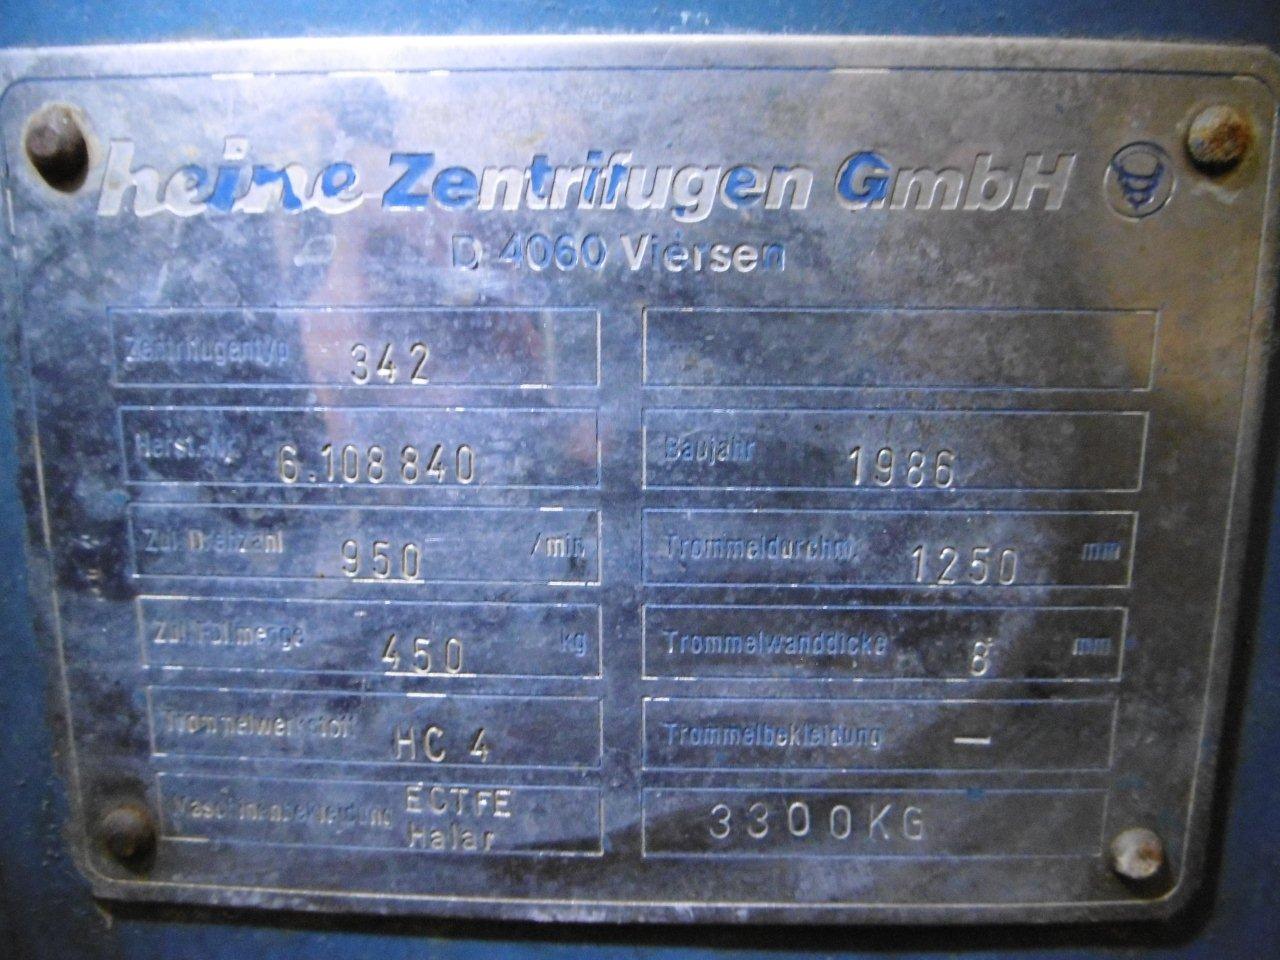 heine Zentrifugen GmbH
D 4060 Viersen
Zentrifugentyp 342
Herst.-Nr. 6.108 840
Baujahr 1986
Zul. Drehzahl 950 /min
Trommeldurchm. 1250 mm
Zul. Füllmenge 450 kg
Trommelwanddicke 8 mm
Trommelwerkstoff HC 4
Trommelbekleidung —
Maschinenbekleidung ECTFE
Halar
3300KG